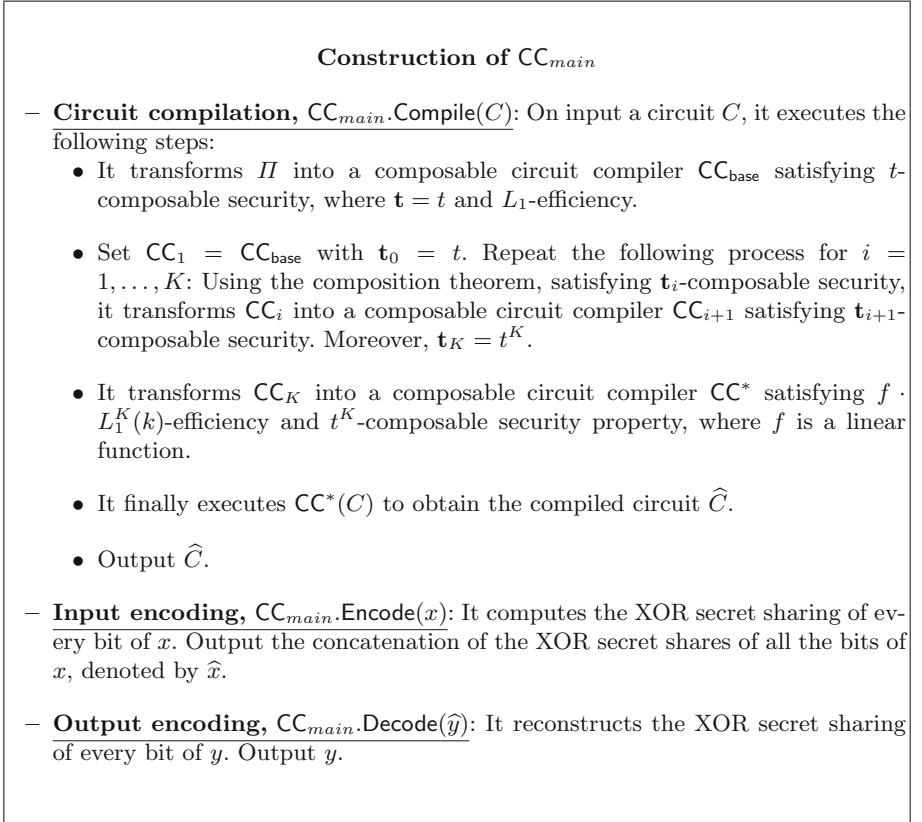 Construction of CC_main
– Circuit compilation, CC_main.Compile(C): On input a circuit C, it executes the
following steps:
• It transforms Π into a composable circuit compiler CC_base satisfying t-
composable security, where t = t and L_1-efficiency.
• Set CC_1 = CC_base with t_0 = t. Repeat the following process for i =
1, . . . , K: Using the composition theorem, satisfying t_i-composable security,
it transforms CC_i into a composable circuit compiler CC_{i+1} satisfying t_{i+1}-
composable security. Moreover, t_K = t^K.
• It transforms CC_K into a composable circuit compiler CC* satisfying f ·
L_1^K(k)-efficiency and t^K-composable security property, where f is a linear
function.
• It finally executes CC*(C) to obtain the compiled circuit Ĉ.
• Output Ĉ.
– Input encoding, CC_main.Encode(x): It computes the XOR secret sharing of ev-
ery bit of x. Output the concatenation of the XOR secret shares of all the bits of
x, denoted by x̂.
– Output encoding, CC_main.Decode(ŷ): It reconstructs the XOR secret sharing
of every bit of y. Output y.